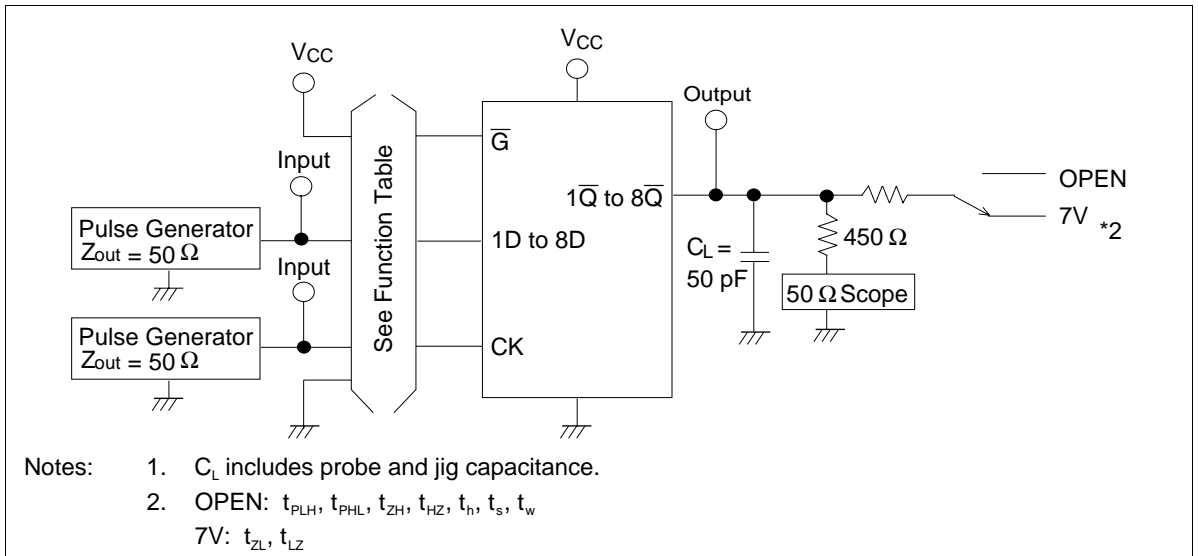 VCC
VCC
Output
G
Input
See Function Table
OPEN
1Q to 8Q
7V
*2
Pulse Generator
Zout = 50 Ω
1D to 8D
450 Ω
CL =
50 pF
Input
50 Ω Scope
Pulse Generator
Zout = 50 Ω
CK
Notes: 1. CL includes probe and jig capacitance.
2. OPEN: tPLH, tPHL, tZH, tHZ, th, ts, tw
7V: tZL, tLZ